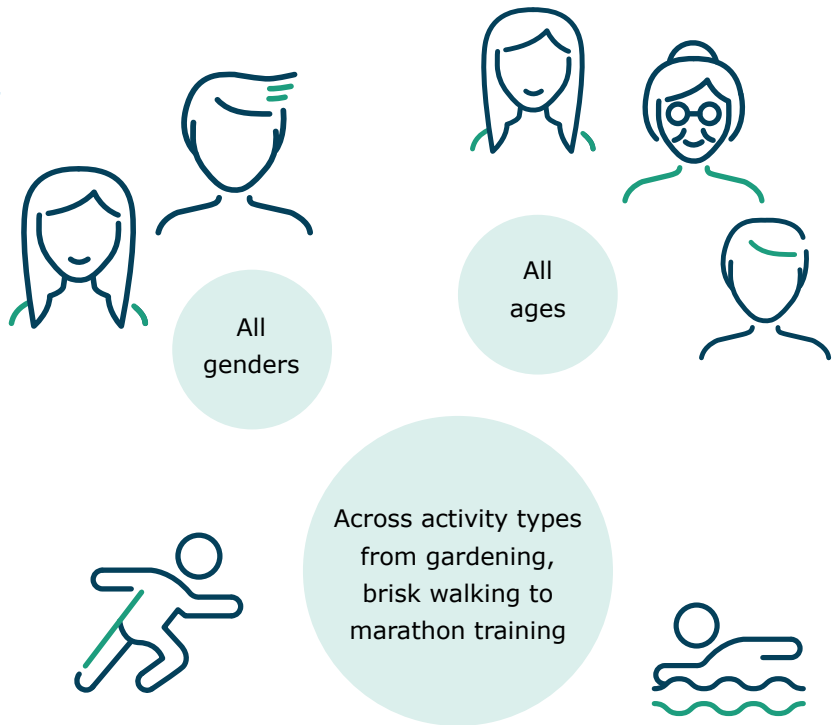 All
genders
All
ages
Across activity types
from gardening,
brisk walking to
marathon training